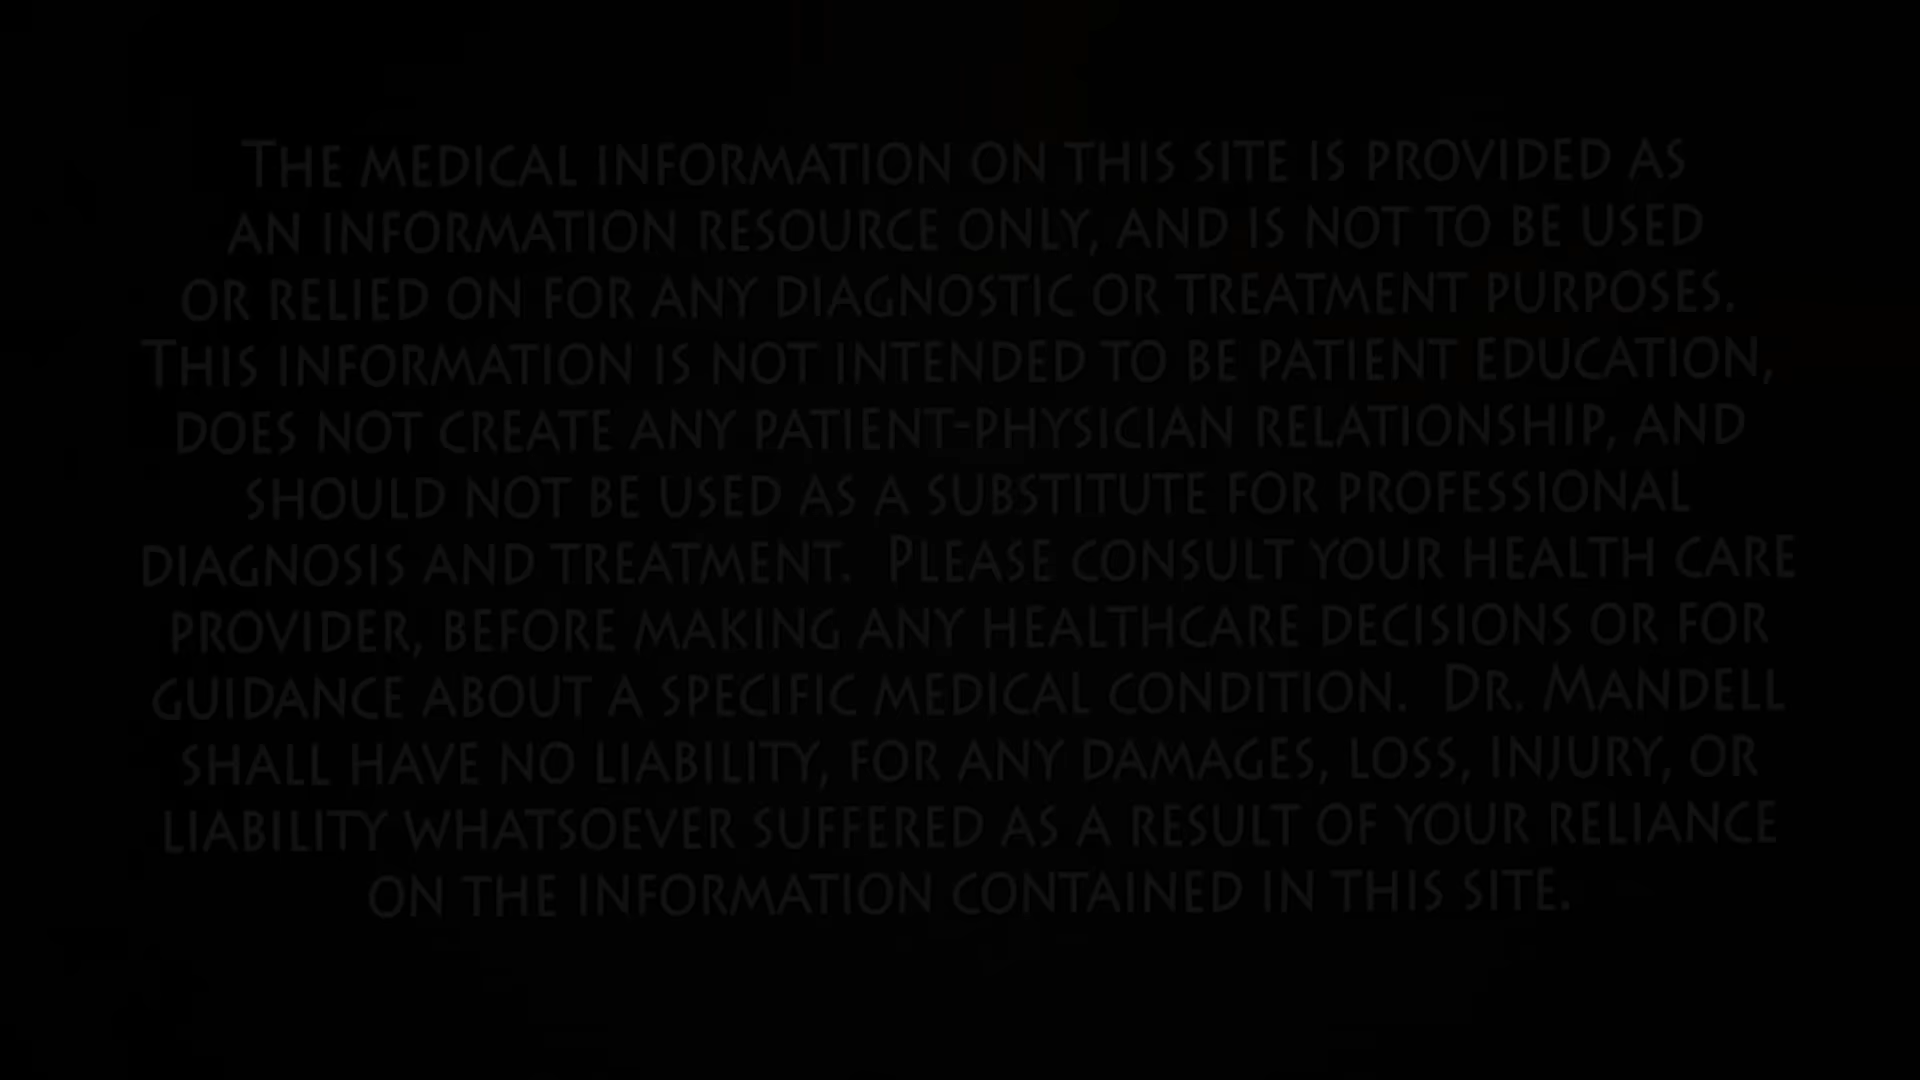 The medical information on this site is provided as
an information resource only, and is not to be used
or relied on for any diagnostic or treatment purposes.
This information is not intended to be patient education,
does not create any patient-physician relationship, and
should not be used as a substitute for professional
diagnosis and treatment.  Please consult your health care
provider, before making any healthcare decisions or for
guidance about a specific medical condition.  Dr. Mandell
shall have no liability, for any damages, loss, injury, or
liability whatsoever suffered as a result of your reliance
on the information contained in this site.